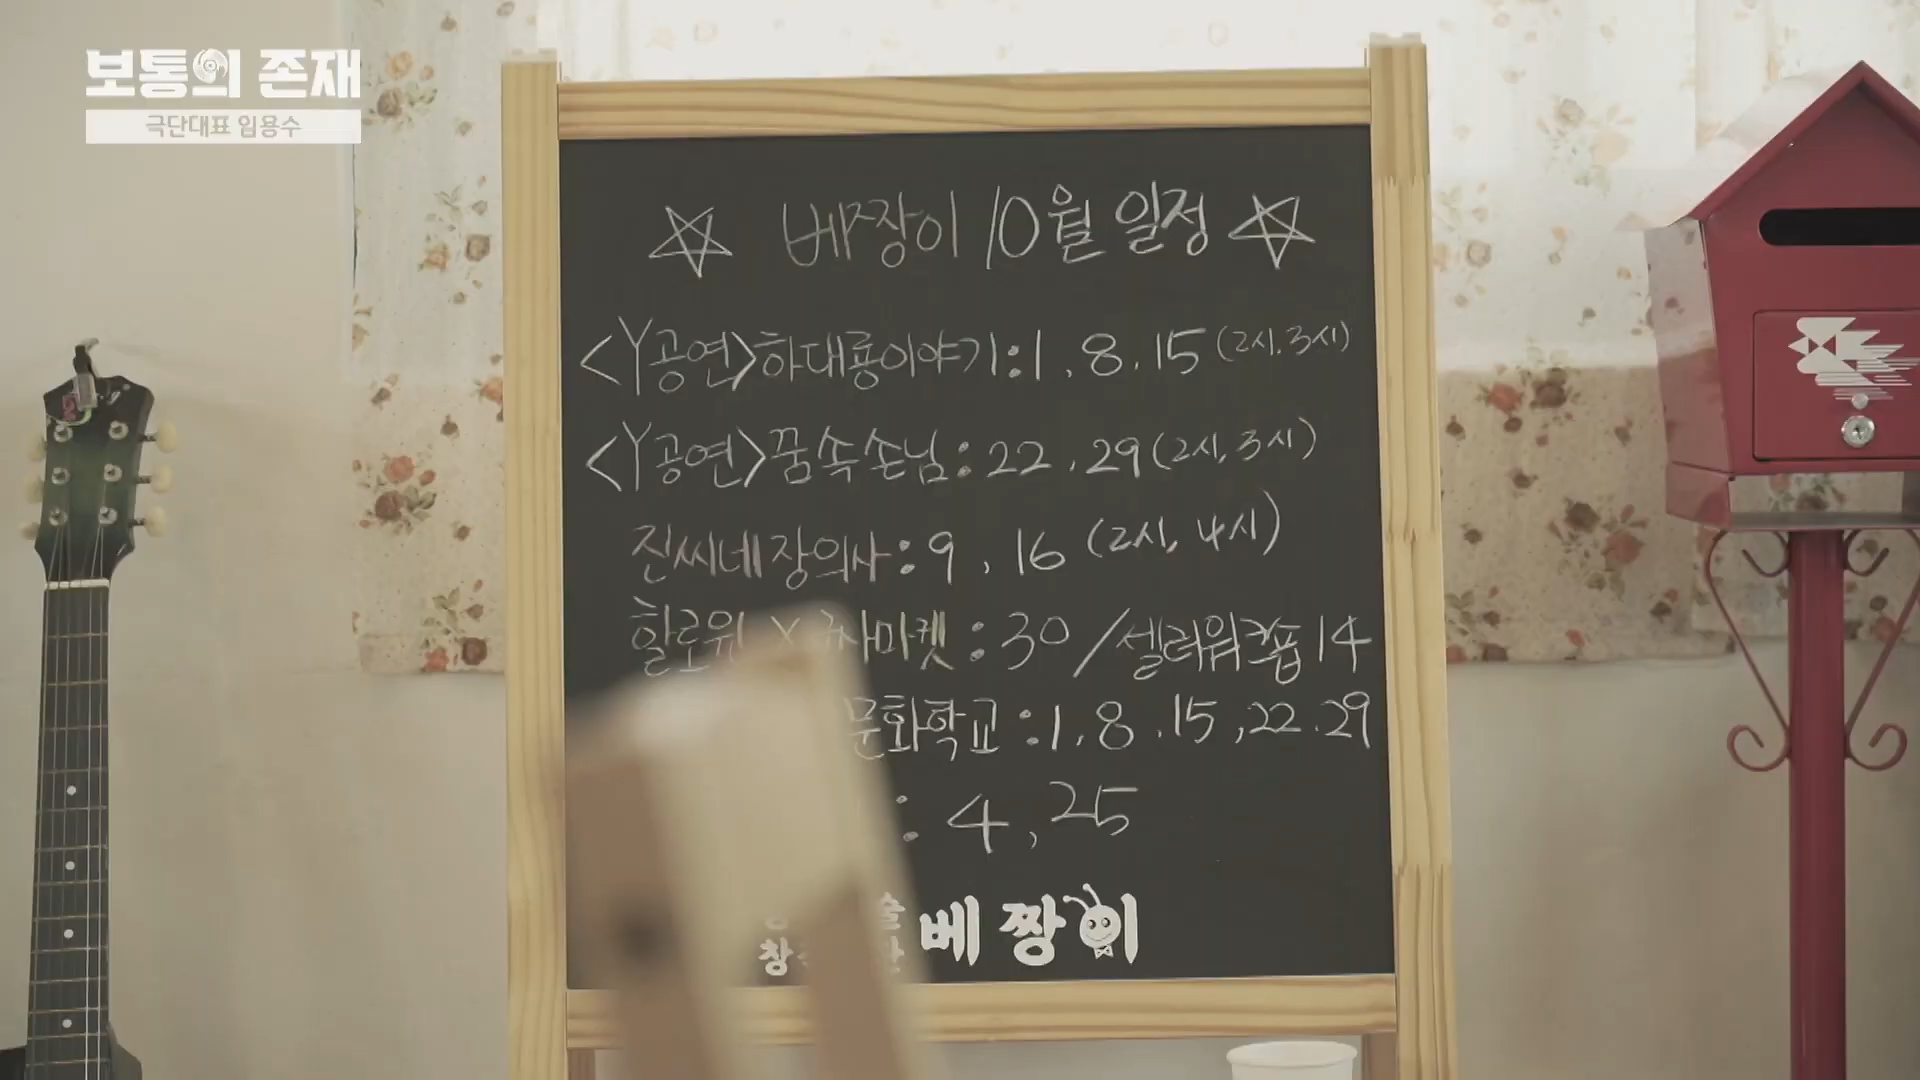 보통의 존재
극단대표 임용수
베짱이 10월 일정
<Y공연>하대룡이야기:1, 8, 15 (2시, 3시)
<Y공연>꿈속손님: 22, 29 (2시, 3시)
진씨네장의사: 9, 16 (2시, 4시)
: 30 / 셀러워크숍 14
문화학교 : 1, 8, 15, 22, 29
: 4, 25
베짱이